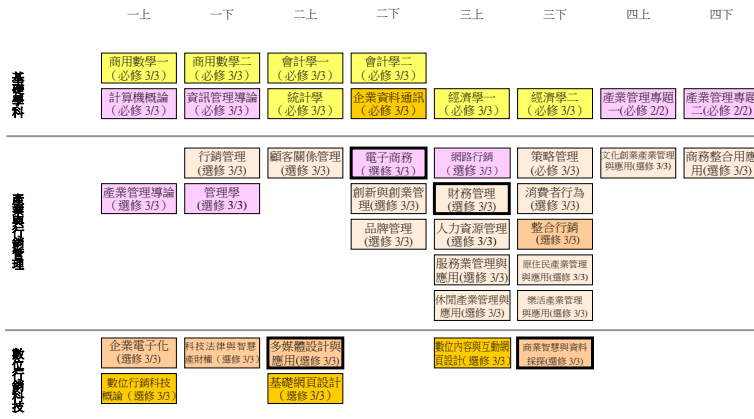 一上 一下 二上 二下 三上 三下 四上 四下
基礎學科
商用數學一 商用數學二 會計學一 會計學二
（必修 3/3） （必修 3/3） （必修 3/3） （必修 3/3）
計算機概論 資訊管理導論 統計學 企業資料通訊 經濟學一 經濟學二 產業管理專題 產業管理專題
（必修 3/3） （必修 3/3） （必修 3/3） （必修 3/3） （必修 3/3） （必修 3/3） 一(必修 2/2) 二(必修 2/2)
產業與行銷管理
行銷管理 顧客關係管理 電子商務 網路行銷 策略管理 文化創業產業管理 商務整合用應
(選修 3/3) (選修 3/3) （選修 3/3） （選修 3/3） (必修 3/3) 與應用(選修 3/3) 用(選修 3/3)
產業管理導論 管理學 創新與創業管 財務管理 消費者行為
（選修 3/3） (選修 3/3) 理(選修 3/3) (選修 3/3) (選修 3/3)
品牌管理 人力資源管理 整合行銷
(選修 3/3) (選修 3/3) (選修 3/3)
服務業管理與 原住民產業管理
應用(選修 3/3) 與應用(選修 3/3)
休閒產業管理與 樂活產業管理
應用(選修 3/3) 與應用(選修 3/3)
數位行銷科技
企業電子化 科技法律與智慧 多媒體設計與 數位內容與互動網 商業智慧與資料
(選修 3/3) 產財權（選修 3/3） 應用(選修 3/3) 頁設計( 選修 3/3) 採探(選修 3/3)
數位行銷科技 基礎網頁設計
概論（選修 3/3） （選修 3/3）